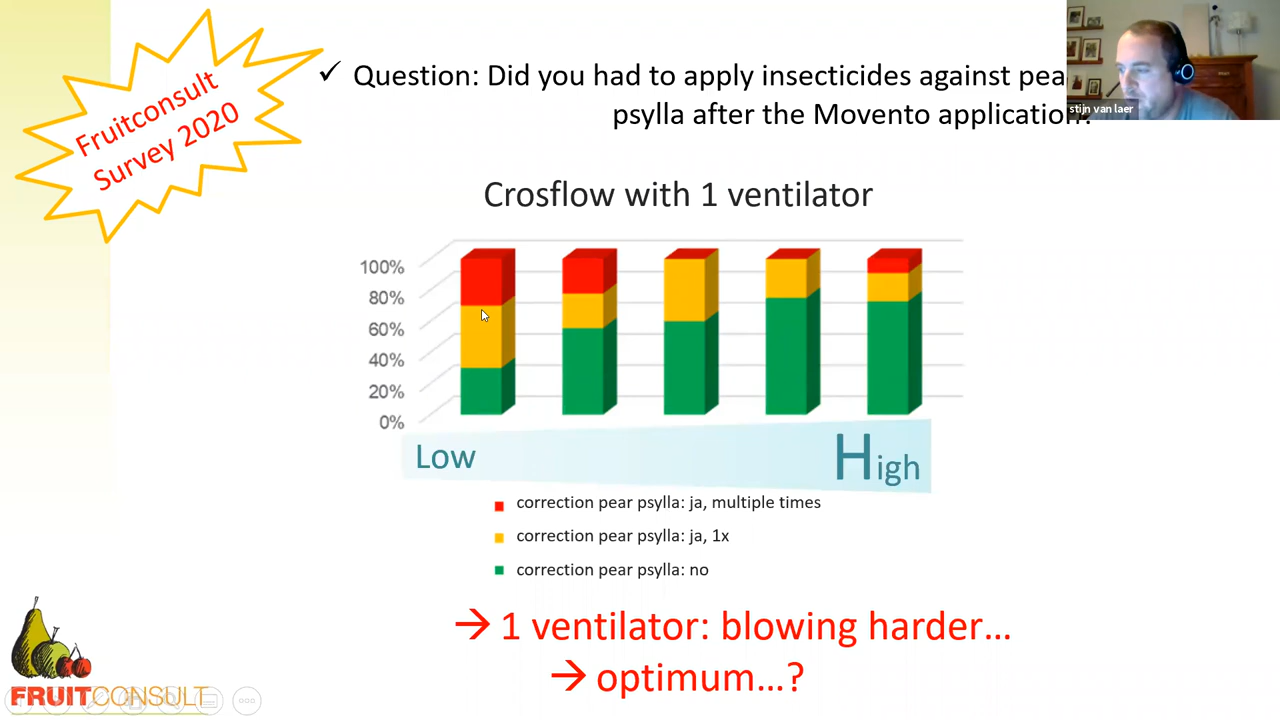 Fruitconsult
Survey 2020
✓ Question: Did you had to apply insecticides against pea
psylla after the Movento application?
stijn van laer
Crosflow with 1 ventilator
100%
80%
60%
40%
20%
0%
Low
High
correction pear psylla: ja, multiple times
correction pear psylla: ja, 1x
correction pear psylla: no
→ 1 ventilator: blowing harder...
→ optimum...?
FRUITCONSULT